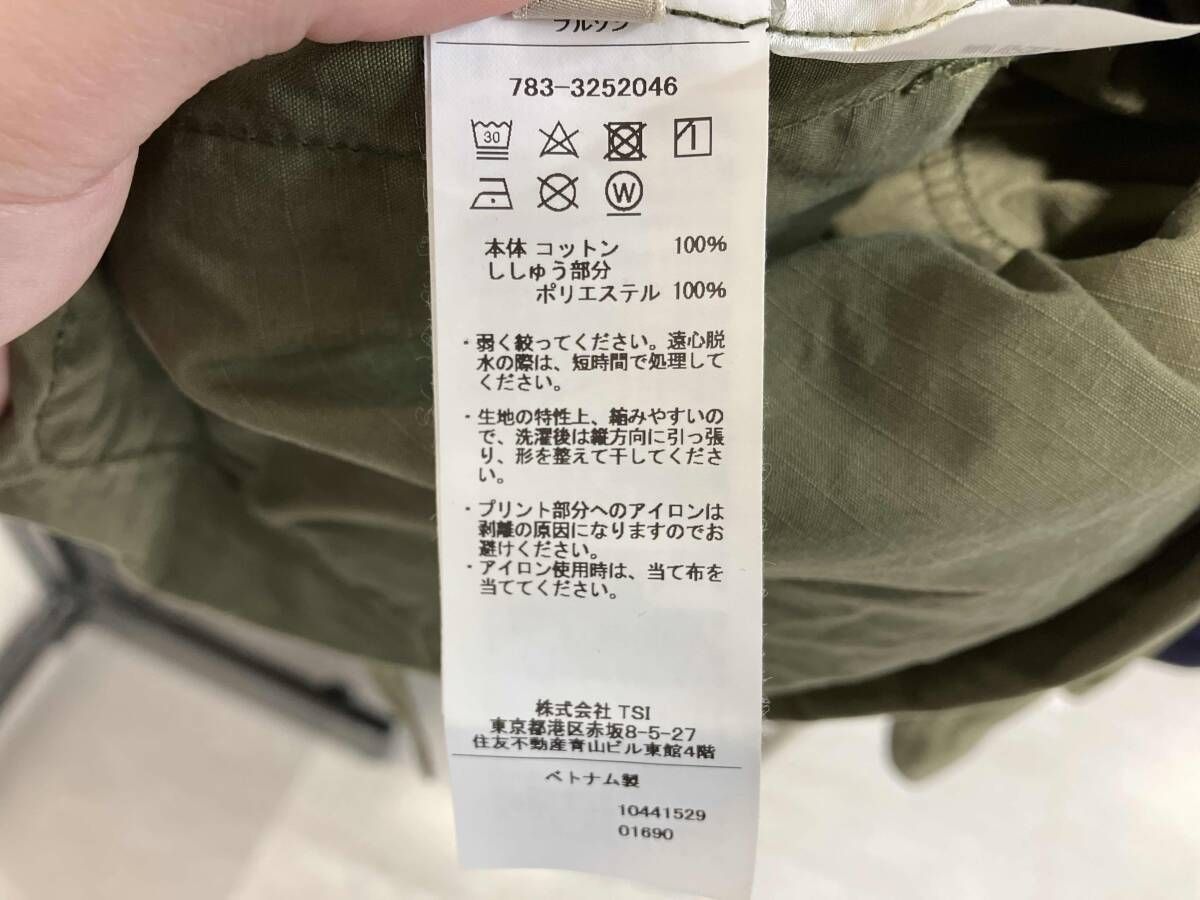 ブルゾン
783-3252046
30
W
本体 コットン 100%
ししゅう部分
ポリエステル 100%
・弱く絞ってください。遠心脱
水の際は、短時間で処理して
ください。
・生地の特性上、縮みやすいの
で、洗濯後は縦方向に引っ張
り、形を整えて干してくださ
い。
・プリント部分へのアイロンは
剥離の原因になりますのでお
避けください。
・アイロン使用時は、当て布を
当ててください。
株式会社 TSI
東京都港区赤坂8-5-27
住友不動産青山ビル東館4階
ベトナム製
10441529
01690